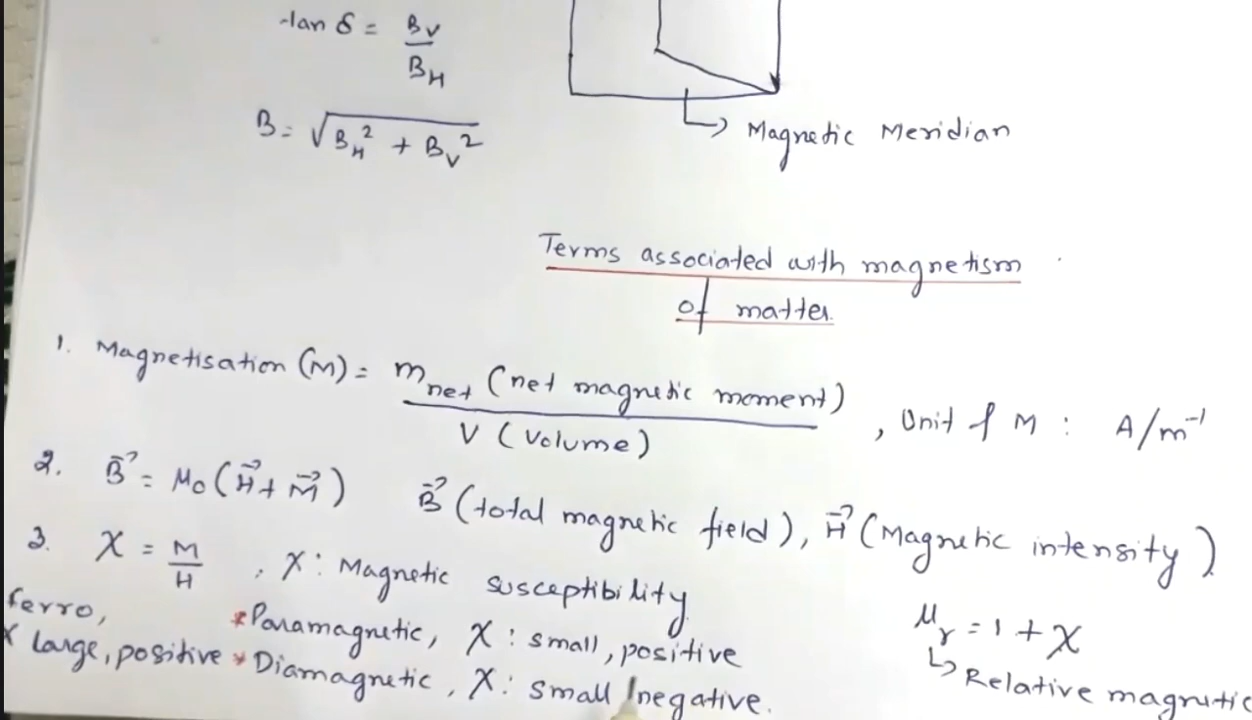 tan δ = Bv / BH
B = √BH² + Bv²
Magnetic Meridian
Terms associated with magnetism
of matter.
1. Magnetisation (M) = mnet (net magnetic moment) / V (Volume) , Unit of M : A/m⁻¹
2. B⃗ = μ₀(H⃗ + M⃗) B⃗ (total magnetic field), H⃗ (Magnetic intensity)
3. χ = M / H , χ : Magnetic susceptibility
ferro,
χ large, positive
* Paramagnetic, χ : small, positive
* Diamagnetic, χ : small negative.
μr = 1 + χ
Relative magnetic